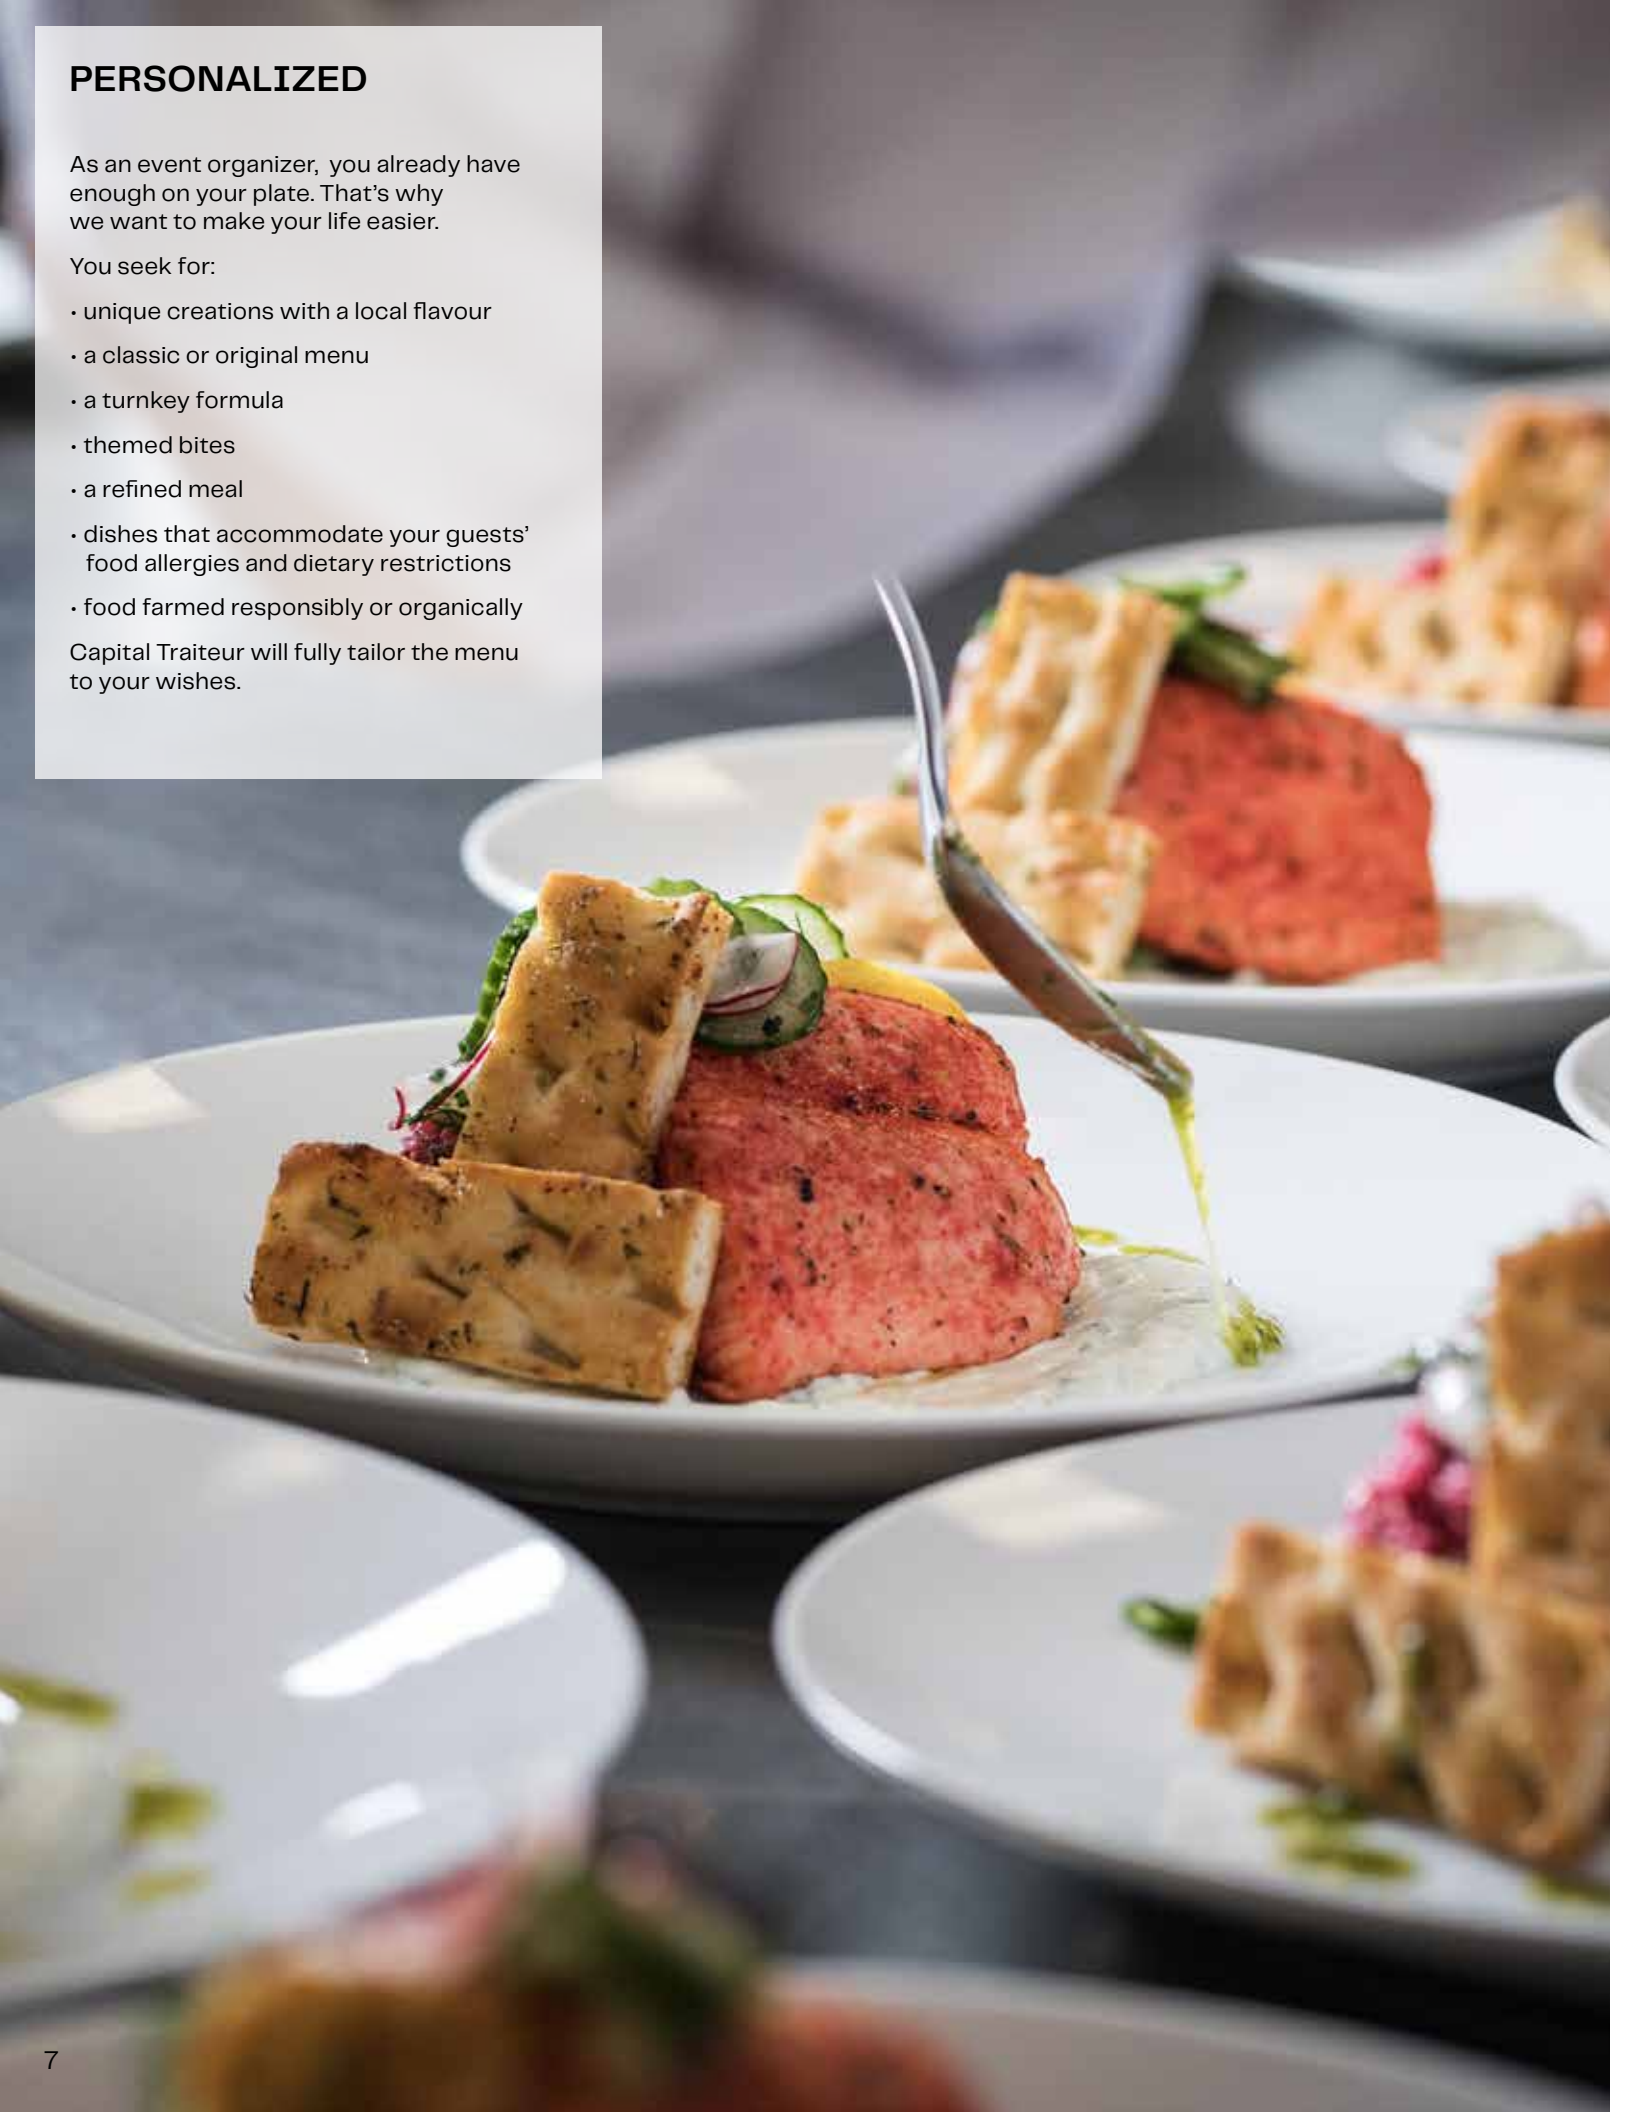 PERSONALIZED
As an event organizer, you already have
enough on your plate. That’s why
we want to make your life easier.
You seek for:
• unique creations with a local flavour
• a classic or original menu
• a turnkey formula
• themed bites
• a refined meal
• dishes that accommodate your guests’
food allergies and dietary restrictions
• food farmed responsibly or organically
Capital Traiteur will fully tailor the menu
to your wishes.
7